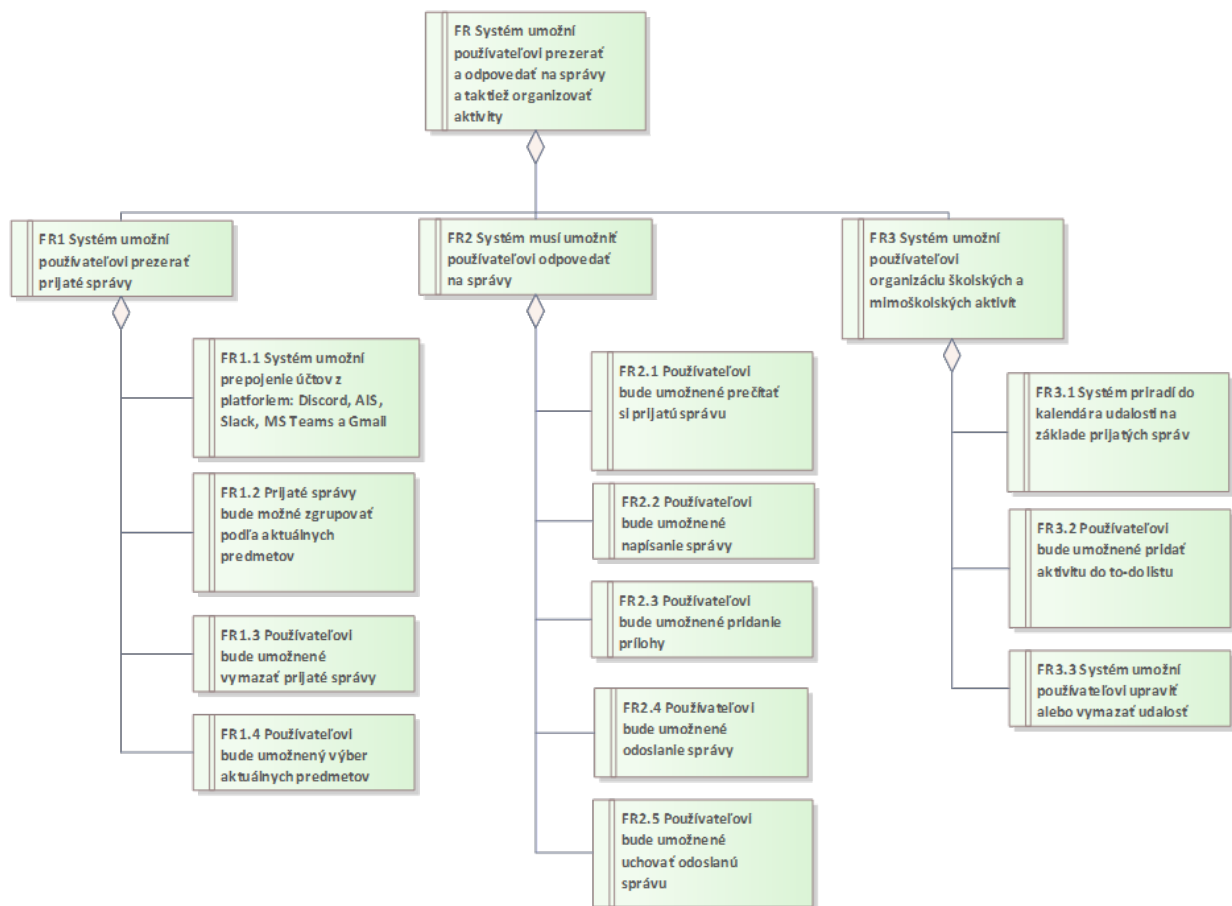 FR Systém umožní
používateľovi prezerať
a odpovedať na správy
a taktiež organizovať
aktivity
FR1 Systém umožní
používateľovi prezerať
prijaté správy
FR1.1 Systém umožní
prepojenie účtov z
platforiem: Discord, AIS,
Slack, MS Teams a Gmail
FR1.2 Prijaté správy
bude možné zgrupovať
podľa aktuálnych
predmetov
FR1.3 Používateľovi
bude umožnené
vymazať prijaté správy
FR1.4 Používateľovi
bude umožnený výber
aktuálnych predmetov
FR2 Systém musí umožniť
používateľovi odpovedať
na správy
FR2.1 Používateľovi
bude umožnené prečítať
si prijatú správu
FR2.2 Používateľovi
bude umožnené
napísanie správy
FR2.3 Používateľovi
bude umožnené pridanie
prílohy
FR2.4 Používateľovi
bude umožnené
odoslanie správy
FR2.5 Používateľovi
bude umožnené
uchovať odoslanú
správu
FR3 Systém umožní
používateľovi
organizáciu školských a
mimoškolských aktivít
FR3.1 Systém priradí do
kalendára udalosti na
základe prijatých správ
FR3.2 Používateľovi
bude umožnené pridať
aktivitu do to-do listu
FR3.3 Systém umožní
používateľovi upraviť
alebo vymazať udalosť